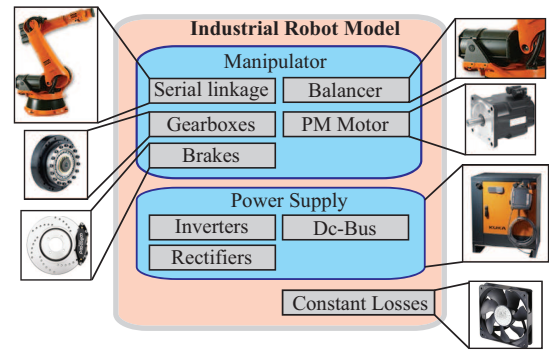 Industrial Robot Model
Manipulator
Serial linkage
Balancer
Gearboxes
PM Motor
Brakes
Power Supply
Inverters
Dc-Bus
Rectifiers
KUKA
Constant Losses